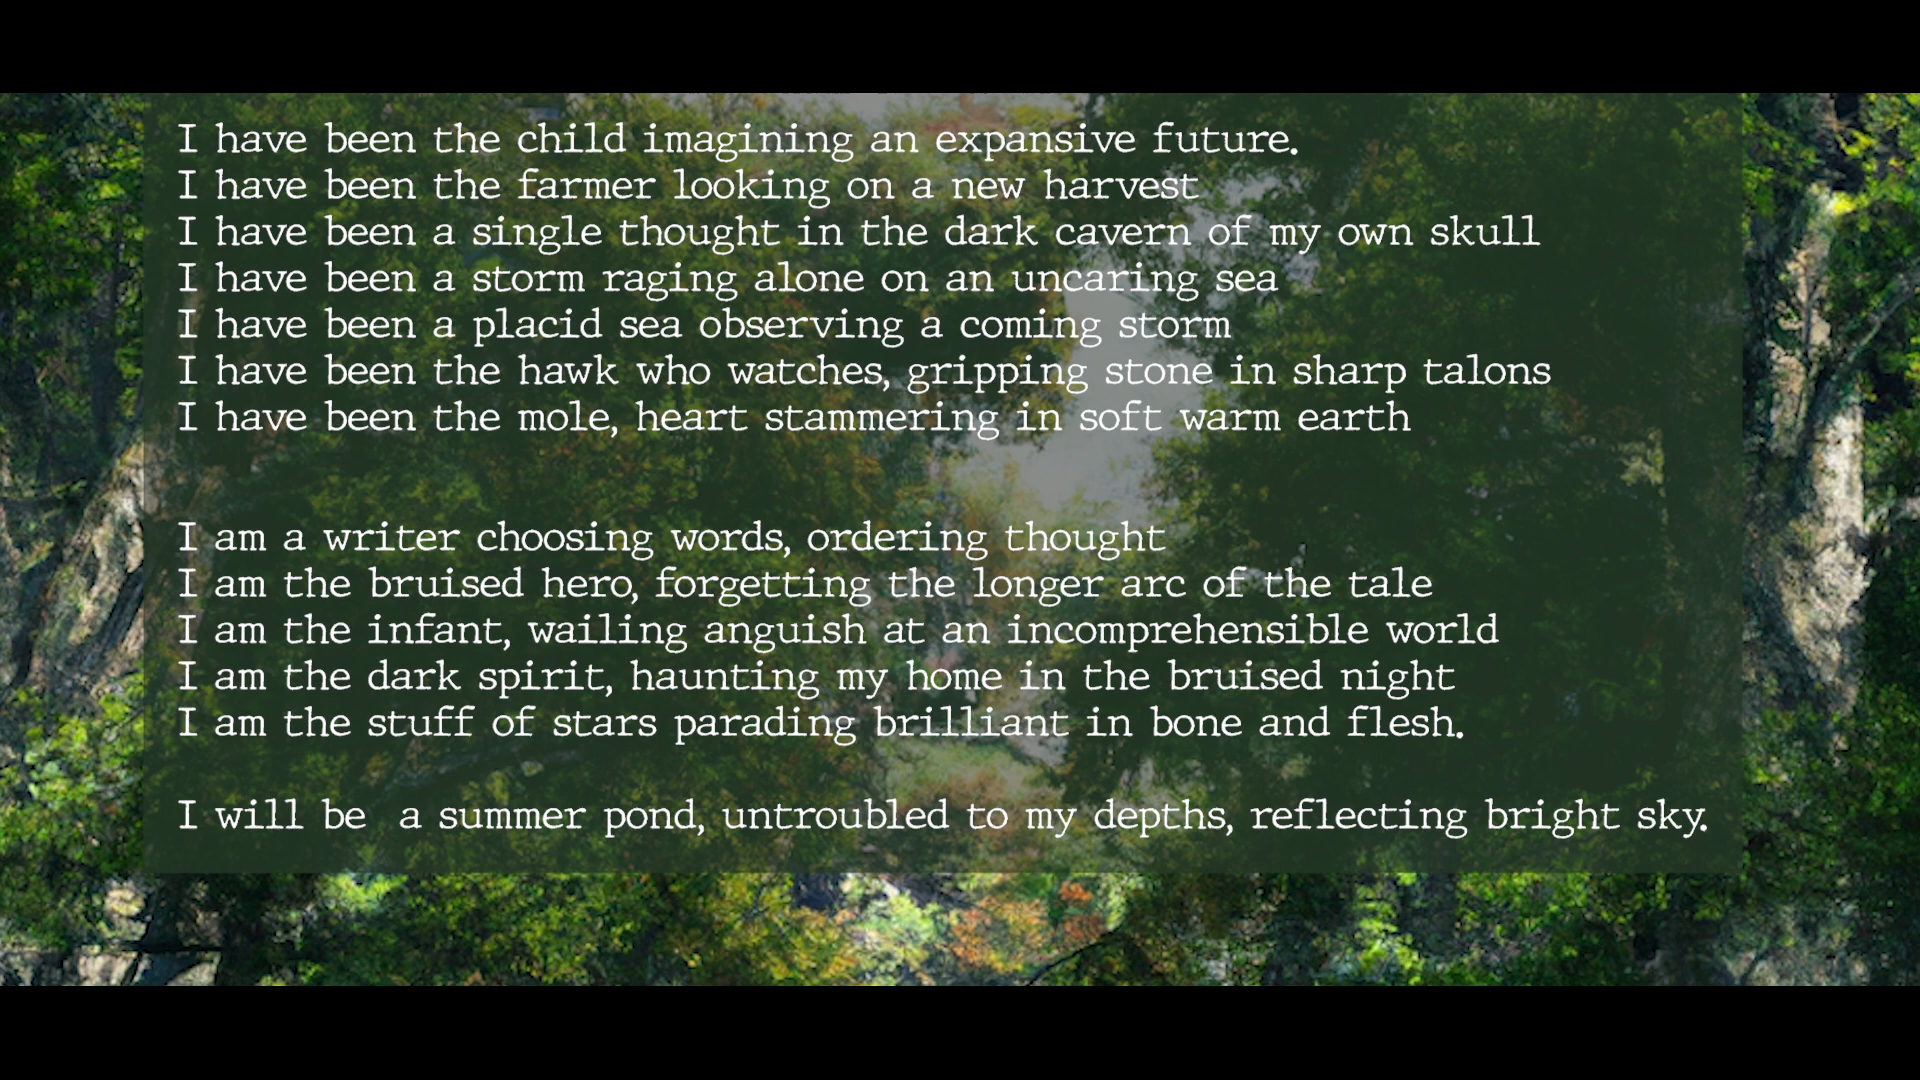 I have been the child imagining an expansive future.
I have been the farmer looking on a new harvest
I have been a single thought in the dark cavern of my own skull
I have been a storm raging alone on an uncaring sea
I have been a placid sea observing a coming storm
I have been the hawk who watches, gripping stone in sharp talons
I have been the mole, heart stammering in soft warm earth
I am a writer choosing words, ordering thought
I am the bruised hero, forgetting the longer arc of the tale
I am the infant, wailing anguish at an incomprehensible world
I am the dark spirit, haunting my home in the bruised night
I am the stuff of stars parading brilliant in bone and flesh.
I will be  a summer pond, untroubled to my depths, reflecting bright sky.